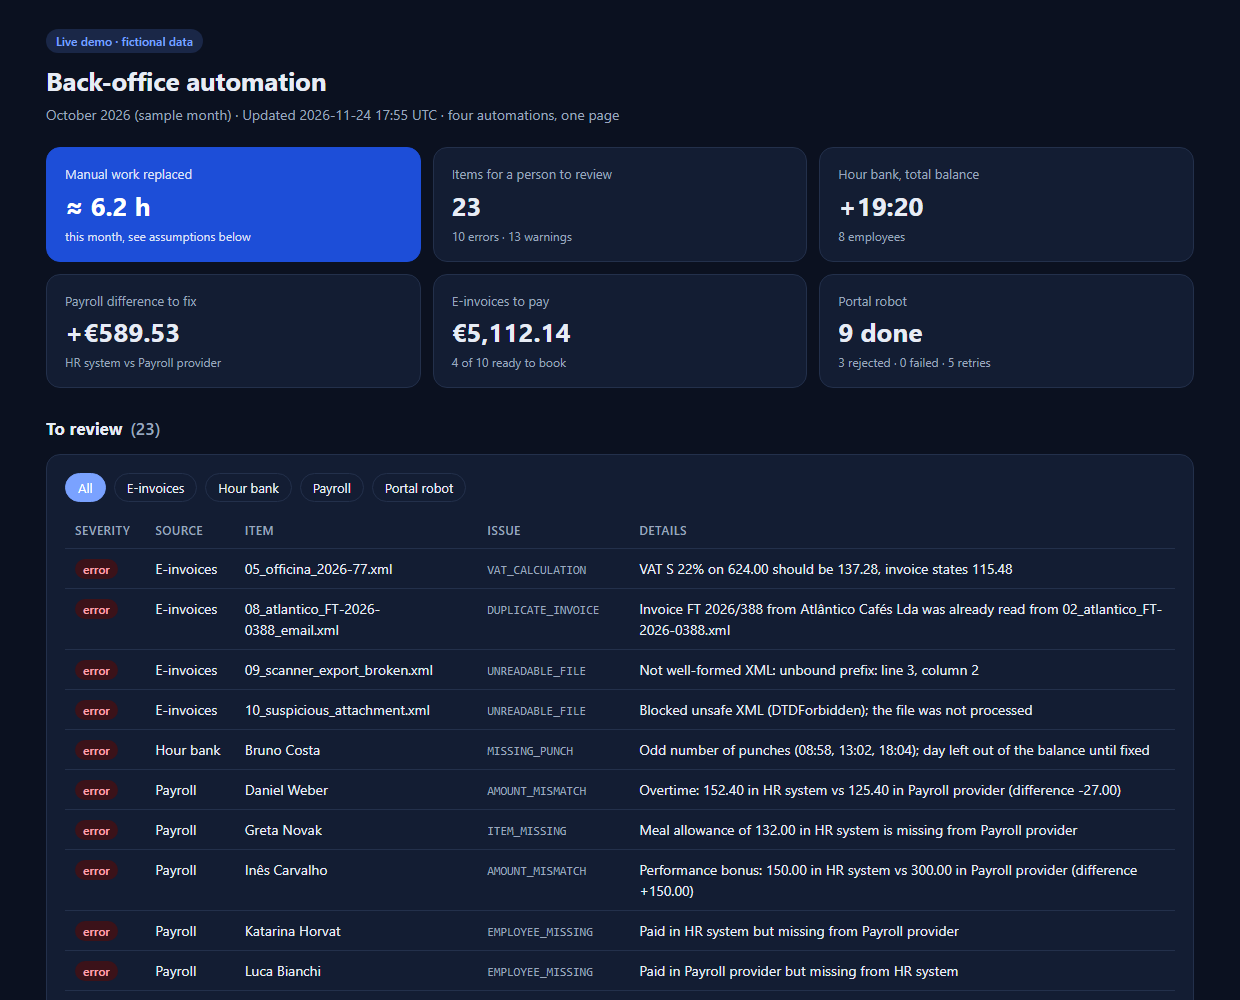 Live demo · fictional data
Back-office automation
October 2026 (sample month) · Updated 2026-11-24 17:55 UTC · four automations, one page
Manual work replaced
≈ 6.2 h
this month, see assumptions below
Items for a person to review
23
10 errors · 13 warnings
Hour bank, total balance
+19:20
8 employees
Payroll difference to fix
+€589.53
HR system vs Payroll provider
E-invoices to pay
€5,112.14
4 of 10 ready to book
Portal robot
9 done
3 rejected · 0 failed · 5 retries
To review (23)
All E-invoices Hour bank Payroll Portal robot
SEVERITY SOURCE ITEM ISSUE DETAILS
error E-invoices 05_officina_2026-77.xml VAT_CALCULATION VAT S 22% on 624.00 should be 137.28, invoice states 115.48
error E-invoices 08_atlantico_FT-2026-0388_email.xml DUPLICATE_INVOICE Invoice FT 2026/388 from Atlântico Cafés Lda was already read from 02_atlantico_FT-2026-0388.xml
error E-invoices 09_scanner_export_broken.xml UNREADABLE_FILE Not well-formed XML: unbound prefix: line 3, column 2
error E-invoices 10_suspicious_attachment.xml UNREADABLE_FILE Blocked unsafe XML (DTDForbidden); the file was not processed
error Hour bank Bruno Costa MISSING_PUNCH Odd number of punches (08:58, 13:02, 18:04); day left out of the balance until fixed
error Payroll Daniel Weber AMOUNT_MISMATCH Overtime: 152.40 in HR system vs 125.40 in Payroll provider (difference -27.00)
error Payroll Greta Novak ITEM_MISSING Meal allowance of 132.00 in HR system is missing from Payroll provider
error Payroll Inês Carvalho AMOUNT_MISMATCH Performance bonus: 150.00 in HR system vs 300.00 in Payroll provider (difference +150.00)
error Payroll Katarina Horvat EMPLOYEE_MISSING Paid in HR system but missing from Payroll provider
error Payroll Luca Bianchi EMPLOYEE_MISSING Paid in Payroll provider but missing from HR system